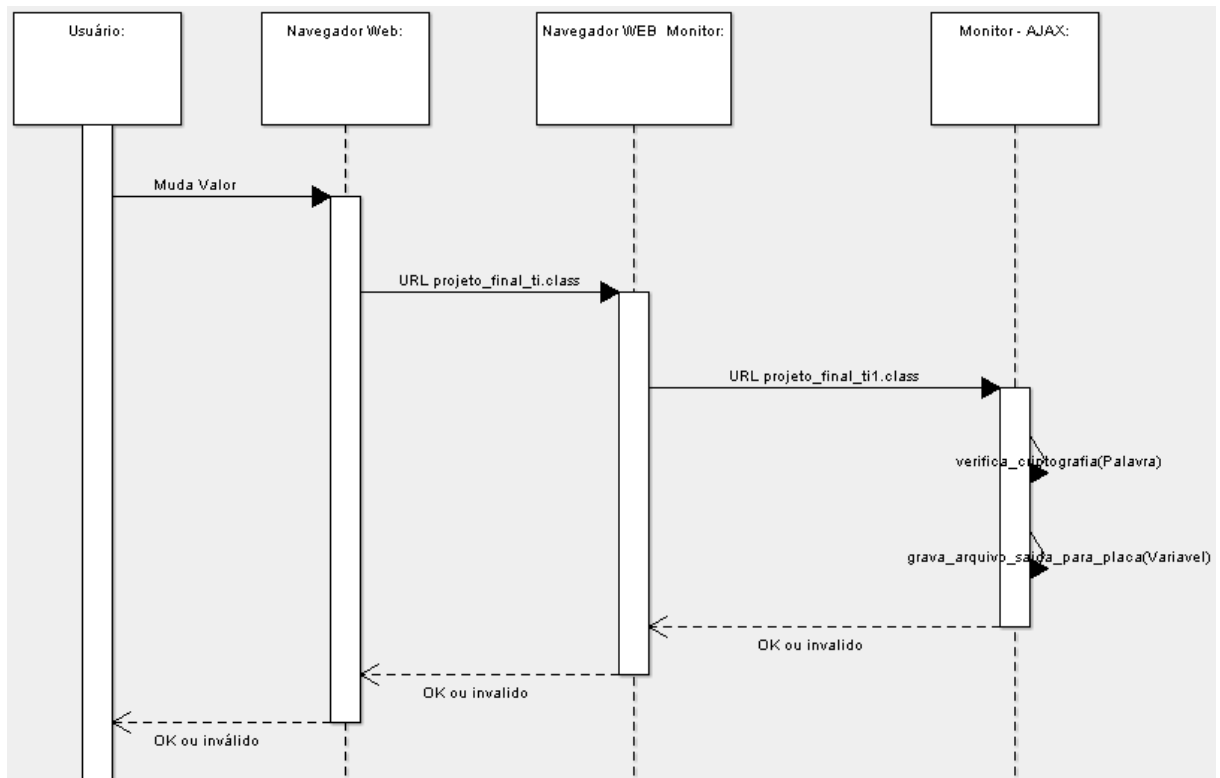 Usuário:
Navegador Web:
Navegador WEB Monitor:
Monitor - AJAX:
Muda Valor
URL projeto_final_ti.class
URL projeto_final_ti1.class
verifica_criptografia(Palavra)
grava_arquivo_saida_para_placa(Variavel)
OK ou invalido
OK ou invalido
OK ou inválido